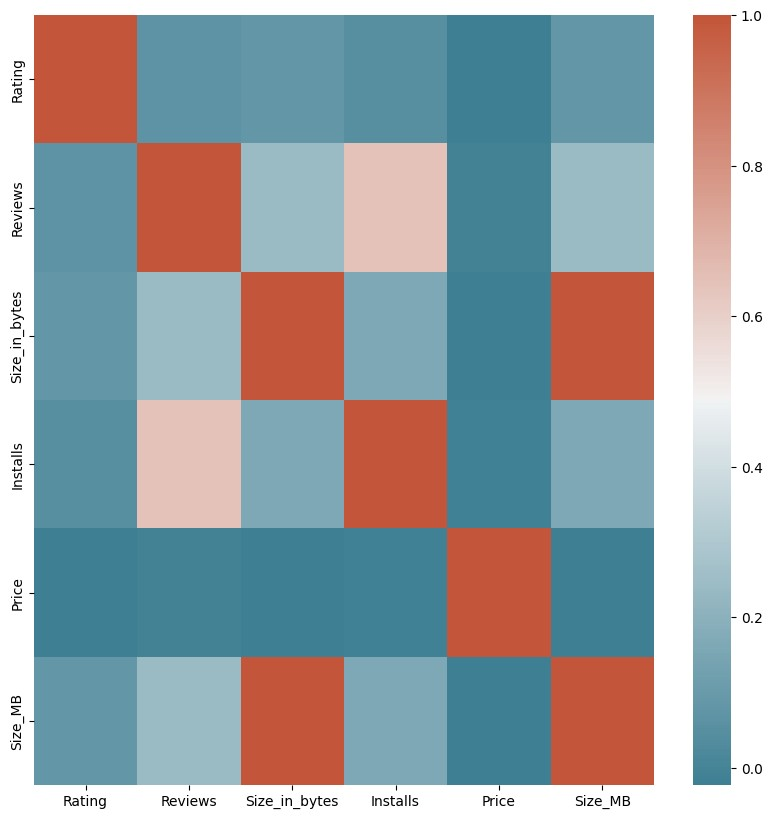 Rating
Reviews
Size_in_bytes
Installs
Price
Size_MB
Rating
Reviews
Size_in_bytes
Installs
Price
Size_MB
1.0
0.8
0.6
0.4
0.2
0.0